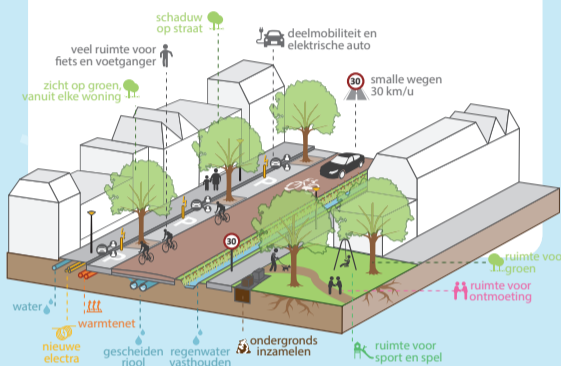 schaduw
op straat
deelmobiliteit en
elektrische auto
veel ruimte voor
fiets en voetganger
30
smalle wegen
30 km/u
zicht op groen,
vanuit elke woning
30
ruimte voor
groen
ruimte voor
ontmoeting
water
warmtenet
nieuwe
electra
gescheiden
riool
regenwater
vasthouden
ondergronds
inzamelen
ruimte voor
sport en spel